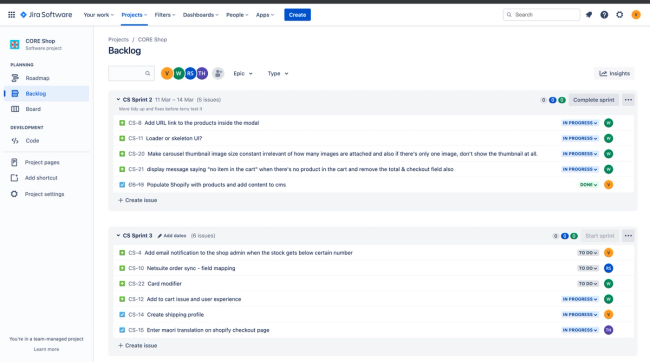 Jira Software Your work Projects Filters Dashboards People Apps Create Search
CORE Shop
Software project
Projects / CORE Shop
Backlog
PLANNING
Roadmap
Backlog
Board
DEVELOPMENT
Code
Project pages
Add shortcut
Project settings
You're in a team-managed project
Learn more
V W RS TH Epic Type Insights
CS Sprint 2 11 Mar – 14 Mar (5 issues) 0 0 0 Complete sprint
More tidy up and fixes before
CS-8 Add URL link to the products inside the modal IN PROGRESS W
CS-11 Loader or skeleton UI? IN PROGRESS W
CS-20 Make carousel thumbnail image size constant irrelevant of how many images are attached and also if there's only one image, don't show the thumbnail at all. IN PROGRESS W
CS-21 display message saying "no item in the cart" when there's no product in the cart and remove the total & checkout field also IN PROGRESS W
Populate Shopify with products and add content to cms DONE V
+ Create issue
CS Sprint 3 Add dates (6 issues) 0 0 0 Start sprint
CS-4 Add email notification to the shop admin when the stock gets below certain number TO DO V
CS-10 Netsuite order sync - field mapping TO DO RS
CS-22 Card modifier TO DO W
CS-12 Add to cart issue and user experience IN PROGRESS W
CS-14 Create shipping profile IN PROGRESS V
CS-15 Enter maori translation on shopify checkout page IN PROGRESS TH
+ Create issue